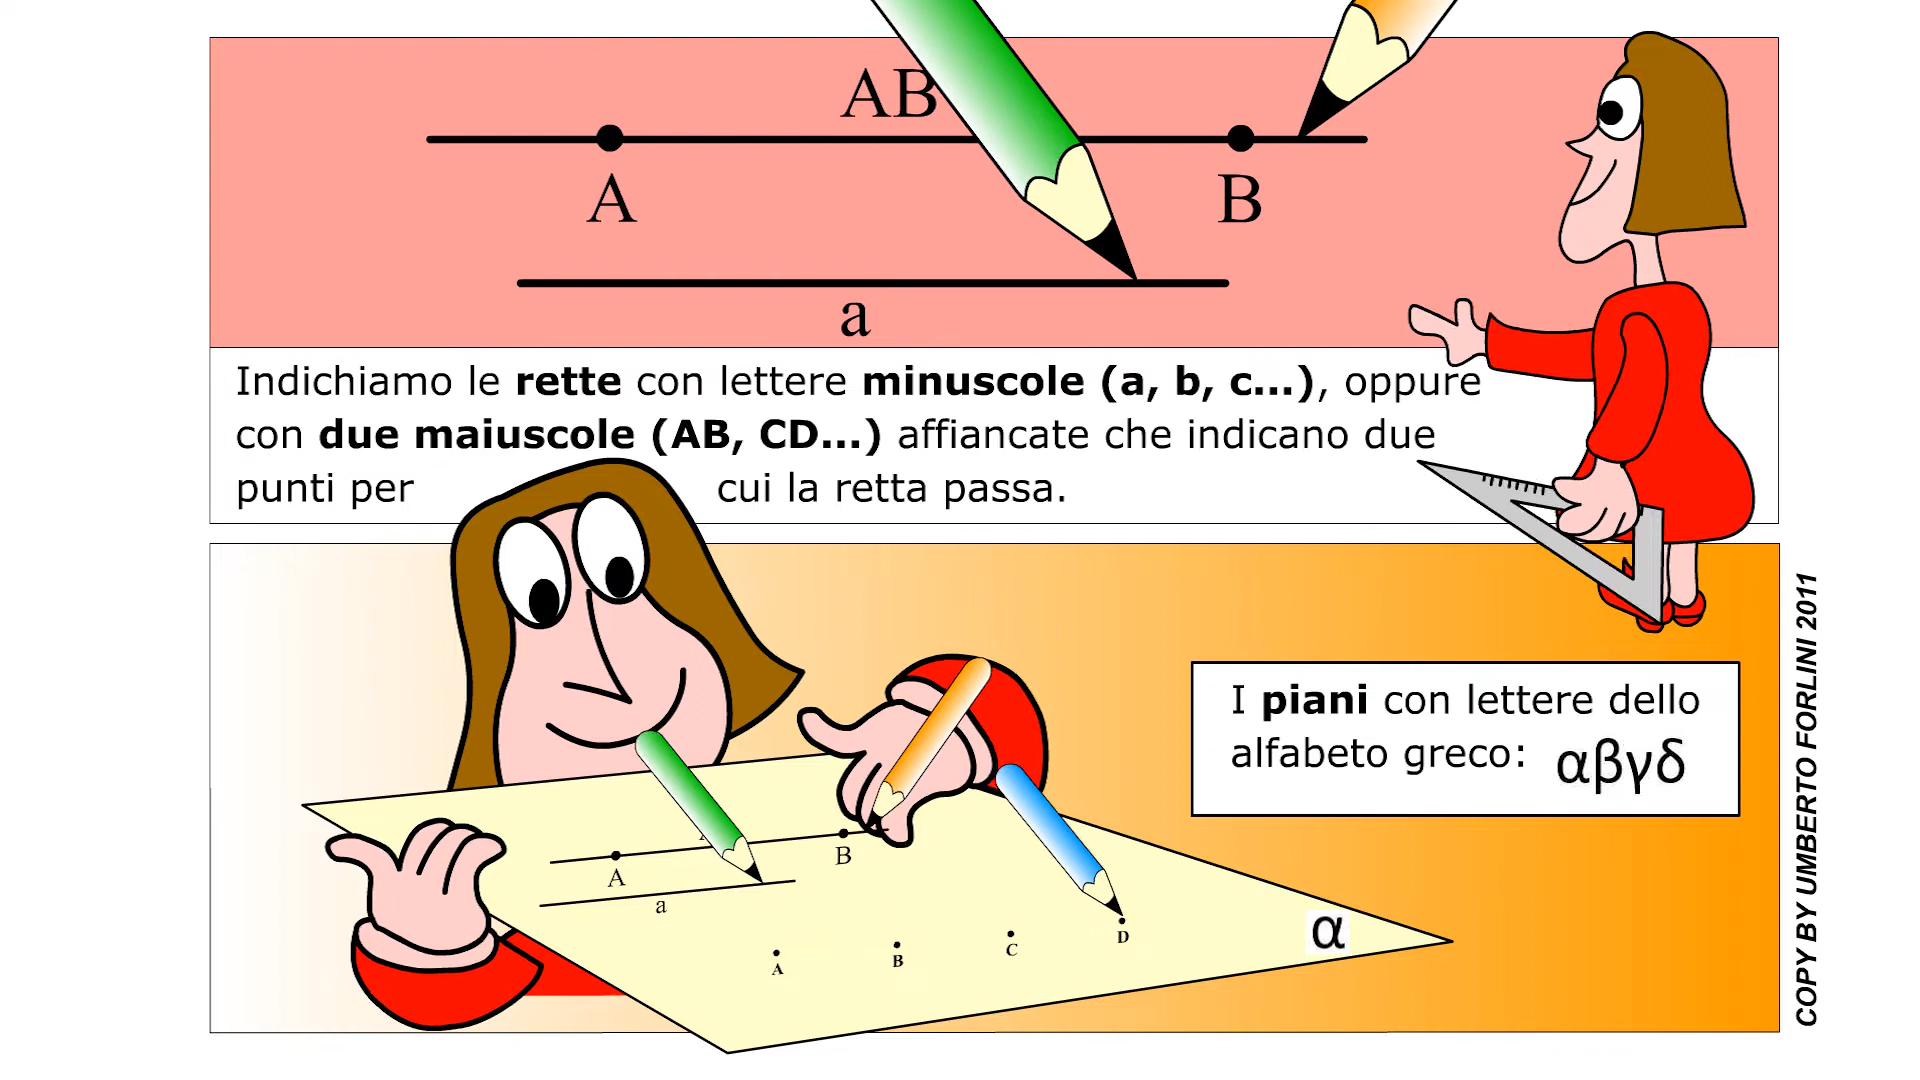 AB
A B
a
Indichiamo le rette con lettere minuscole (a, b, c...), oppure
con due maiuscole (AB, CD...) affiancate che indicano due
punti per cui la retta passa.
I piani con lettere dello
alfabeto greco: αβγδ
A B
a
A B C D
α
COPY BY UMBERTO FORLINI 2011